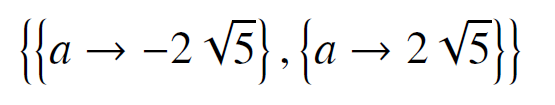 {{a → −2 √5}, {a → 2 √5}}